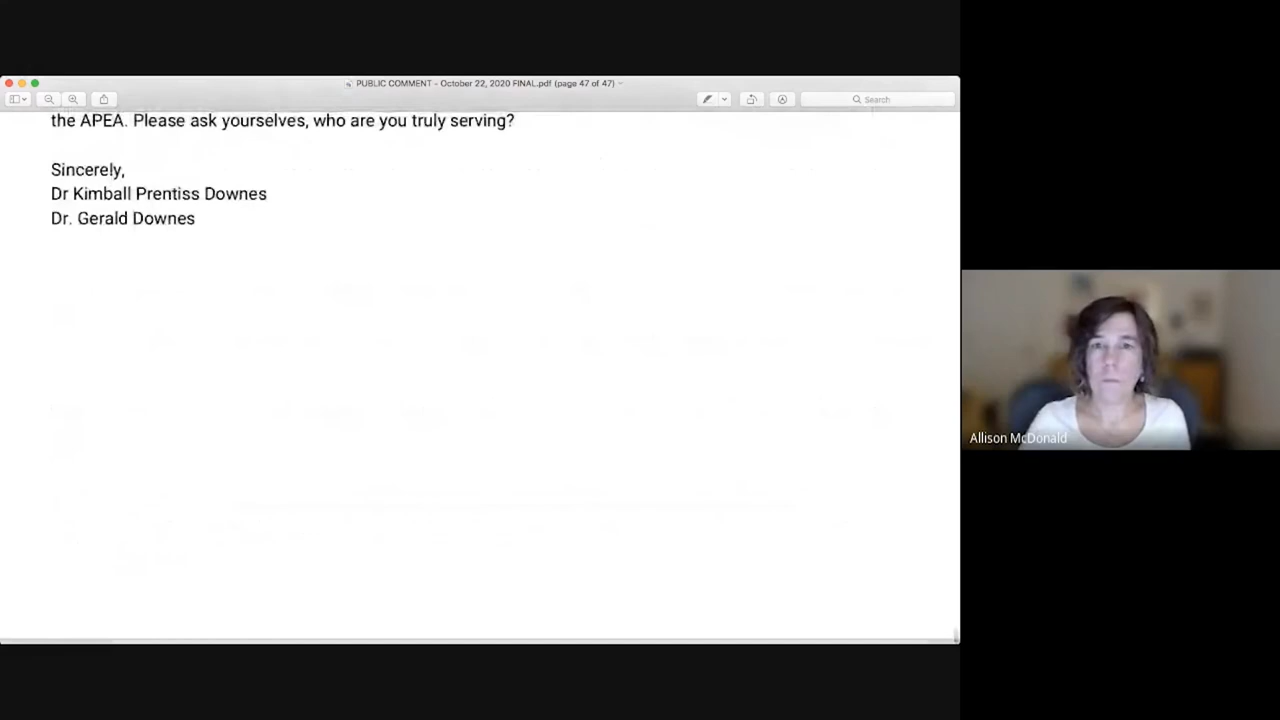 PUBLIC COMMENT - October 22, 2020 FINAL.pdf (page 47 of 47)
Search
the APEA. Please ask yourselves, who are you truly serving?
Sincerely,
Dr Kimball Prentiss Downes
Dr. Gerald Downes
Allison McDonald